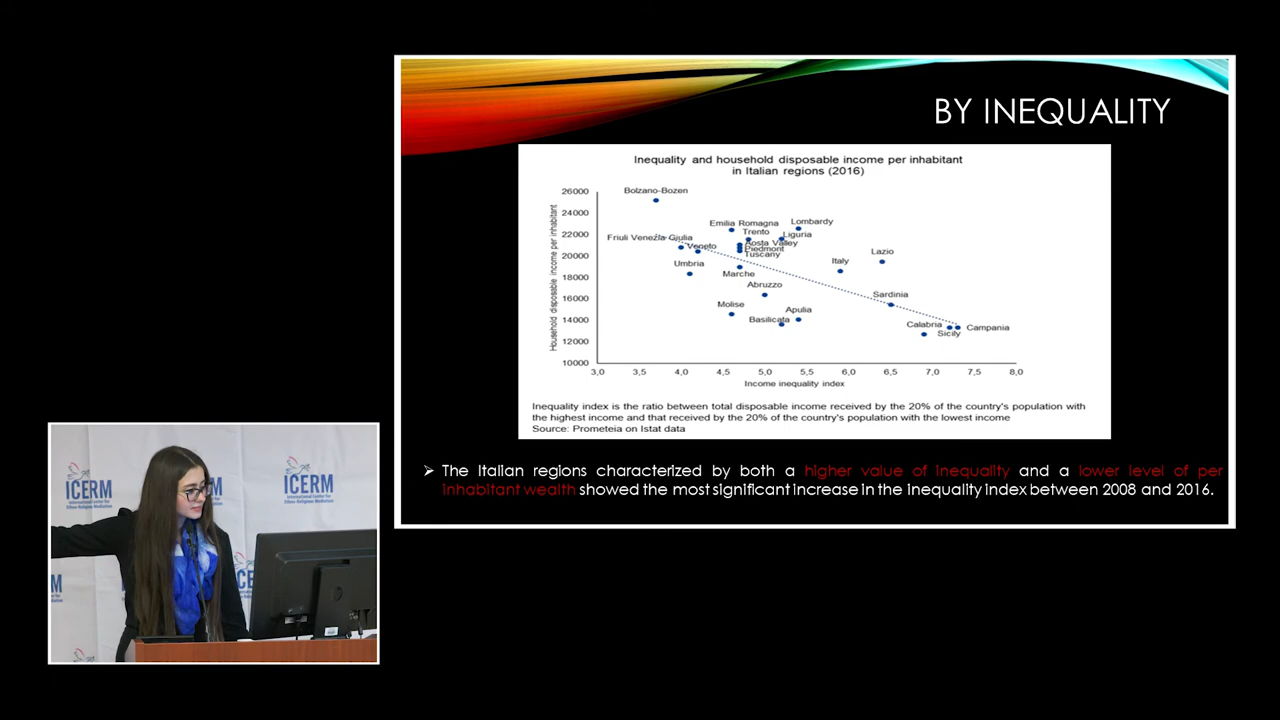 BY INEQUALITY
Inequality and household disposable income per inhabitant
in Italian regions (2016)
Household disposable income per inhabitant
26000
24000
22000
20000
18000
16000
14000
12000
10000
Bolzano-Bozen
Emilia Romagna
Lombardy
Trento
Liguria
Friuli Venezia Giulia
Aosta Valley
Veneto
Piedmont
Tuscany
Lazio
Umbria
Italy
Marche
Abruzzo
Sardinia
Molise
Apulia
Basilicata
Calabria
Campania
Sicily
3,0 3,5 4,0 4,5 5,0 5,5 6,0 6,5 7,0 7,5 8,0
Income inequality index
Inequality index is the ratio between total disposable income received by the 20% of the country's population with
the highest income and that received by the 20% of the country's population with the lowest income
Source: Prometeia on Istat data
The Italian regions characterized by both a higher value of inequality and a lower level of per
inhabitant wealth showed the most significant increase in the inequality index between 2008 and 2016.
ICERM
International Center for
Ethno-Religious Mediation
ICERM
International Center for
Ethno-Religious Mediation